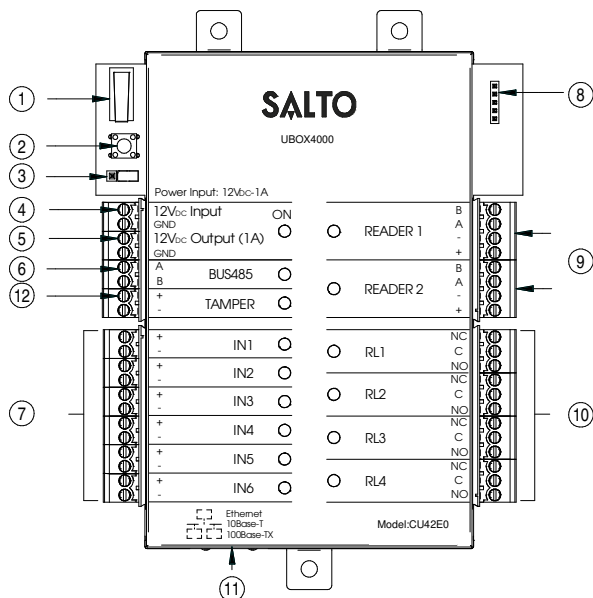 SALTO
UBOX4000
Power Input: 12VDC-1A
12VDC Input
ON
GND
12VDC Output (1A)
GND
A
BUS485
B
+
TAMPER
-
+
IN1
-
+
IN2
-
+
IN3
-
+
IN4
-
+
IN5
-
+
IN6
-
READER 1
B
A
-
+
READER 2
B
A
-
+
RL1
NC
C
NO
RL2
NC
C
NO
RL3
NC
C
NO
RL4
NC
C
NO
Ethernet
10Base-T
100Base-TX
Model:CU42E0
1
2
3
4
5
6
12
7
8
9
10
11